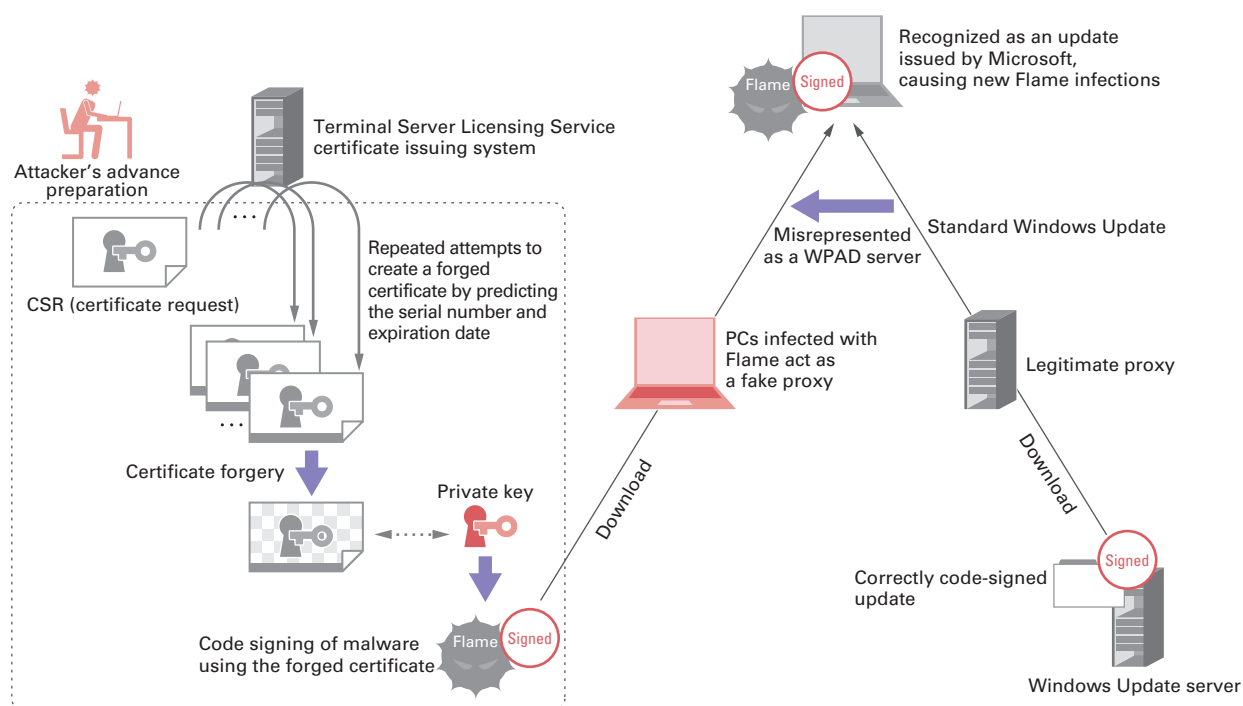 Attacker's advance
preparation
Terminal Server Licensing Service
certificate issuing system
...
CSR (certificate request)
Repeated attempts to
create a forged
certificate by predicting
the serial number and
expiration date
...
Certificate forgery
Private key
Code signing of malware
using the forged certificate
Flame
Signed
Download
PCs infected with
Flame act as
a fake proxy
Misrepresented
as a WPAD server
Flame
Signed
Recognized as an update
issued by Microsoft,
causing new Flame infections
Standard Windows Update
Legitimate proxy
Download
Signed
Correctly code-signed
update
Windows Update server